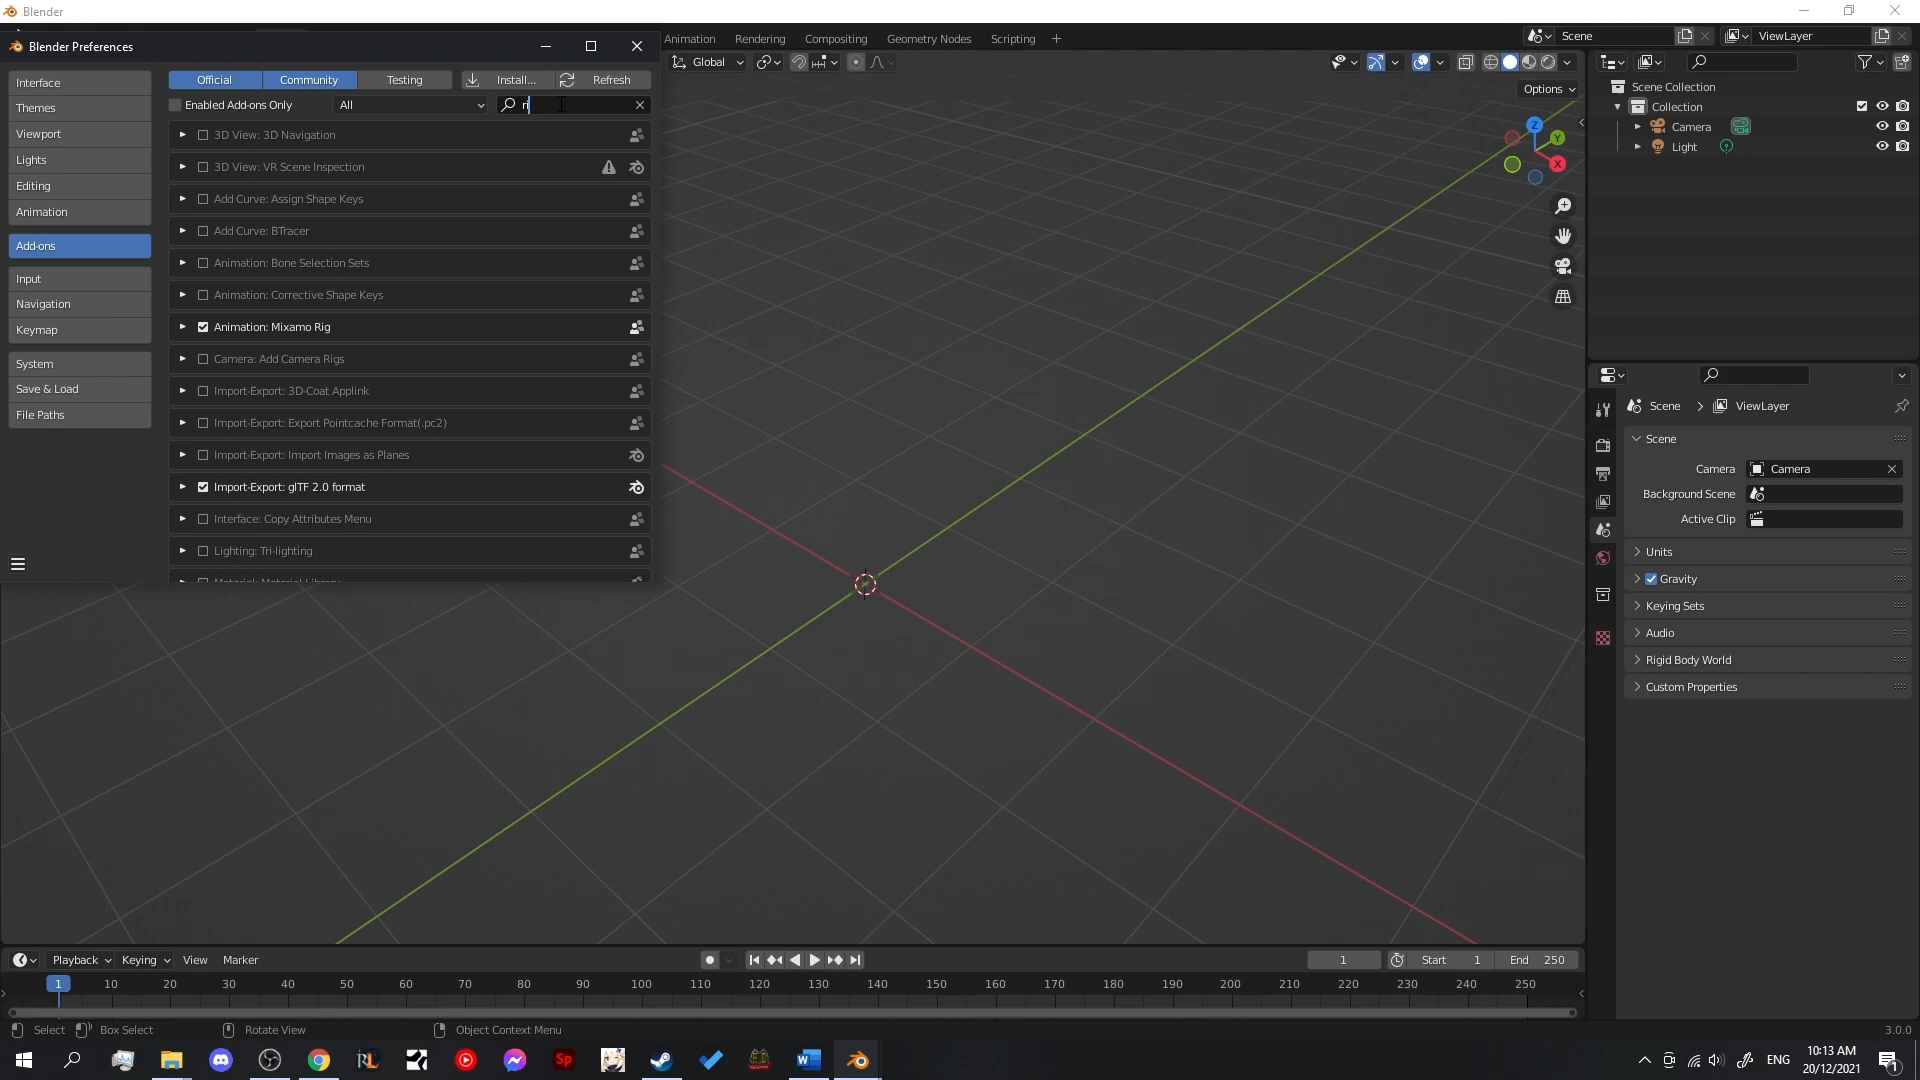 Blender
Blender Preferences
Animation
Rendering
Compositing
Geometry Nodes
Scripting
Scene
ViewLayer
Interface
Themes
Viewport
Lights
Editing
Animation
Add-ons
Input
Navigation
Keymap
System
Save & Load
File Paths
Official
Community
Testing
Install...
Refresh
Enabled Add-ons Only
All
ri
3D View: 3D Navigation
3D View: VR Scene Inspection
Add Curve: Assign Shape Keys
Add Curve: BTracer
Animation: Bone Selection Sets
Animation: Corrective Shape Keys
Animation: Mixamo Rig
Camera: Add Camera Rigs
Import-Export: 3D-Coat Applink
Import-Export: Export Pointcache Format(.pc2)
Import-Export: Import Images as Planes
Import-Export: glTF 2.0 format
Interface: Copy Attributes Menu
Lighting: Tri-lighting
Material: Material Library
Global
Options
Z
Y
X
Scene Collection
Collection
Camera
Light
Scene
ViewLayer
Scene
Camera
Camera
Background Scene
Active Clip
Units
Gravity
Keying Sets
Audio
Rigid Body World
Custom Properties
Playback
Keying
View
Marker
1
Start 1
End 250
1 10 20 30 40 50 60 70 80 90 100 110 120 130 140 150 160 170 180 190 200 210 220 230 240 250
Select
Box Select
Rotate View
Object Context Menu
3.0.0
RL
Sp
W
ENG
10:13 AM
20/12/2021
1